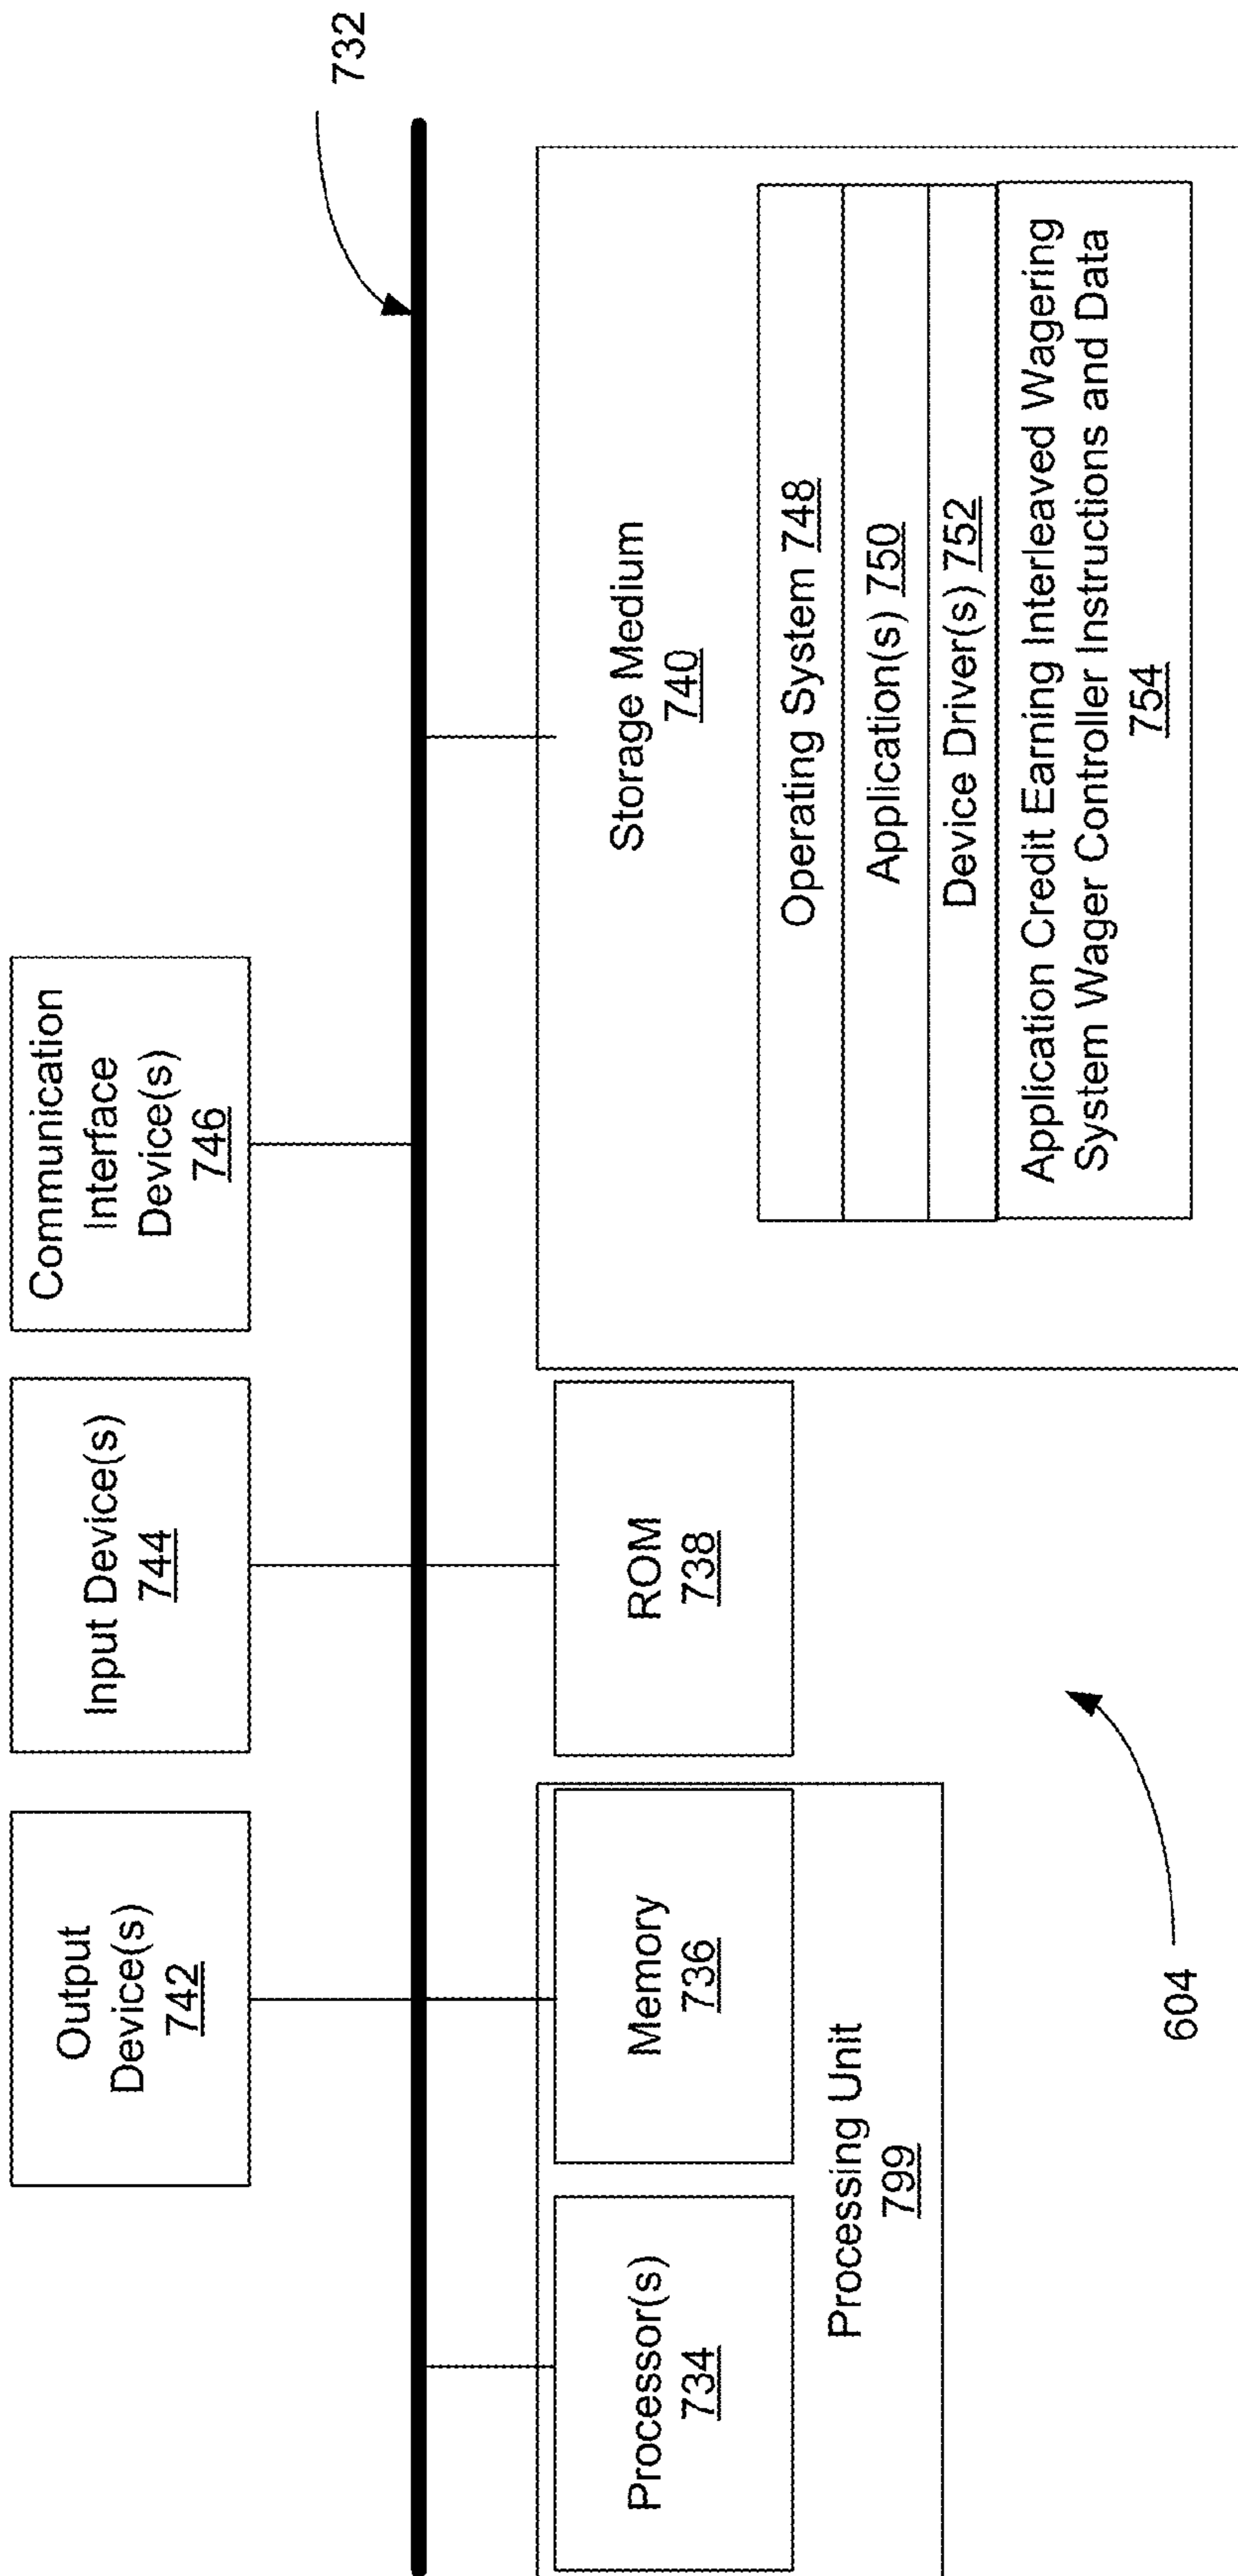 732
Output
Device(s)
742
Input Device(s)
744
Communication
Interface
Device(s)
746
Processor(s)
734
Memory
736
Processing Unit
799
ROM
738
Storage Medium
740
Operating System 748
Application(s) 750
Device Driver(s) 752
Application Credit Earning Interleaved Wagering
System Wager Controller Instructions and Data
754
604